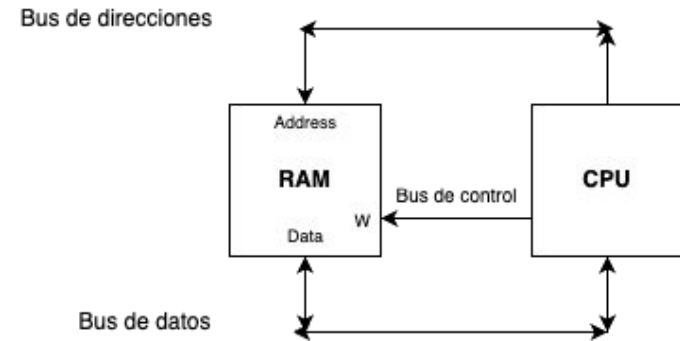 Bus de direcciones
Address
RAM
CPU
Bus de control
W
Data
Bus de datos